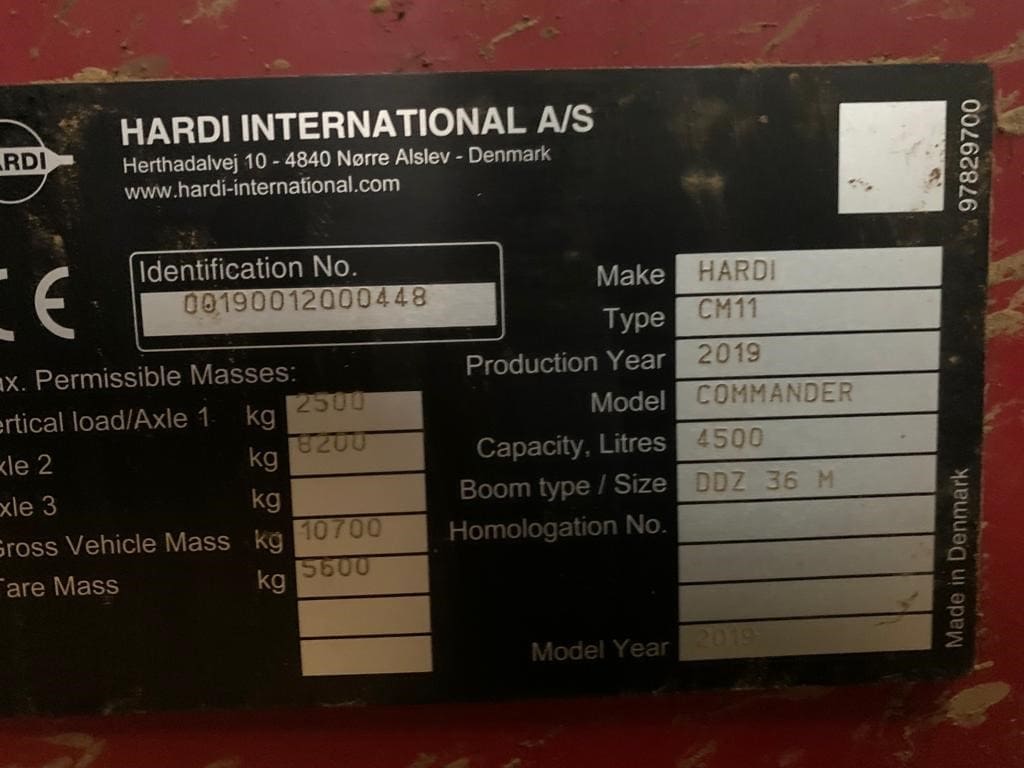 HARDI INTERNATIONAL A/S
Herthadalvej 10 - 4840 Nørre Alslev - Denmark
www.hardi-international.com
ARDI
97829700
CE
Identification No.
00190012000448
ax. Permissible Masses:
ertical load/Axle 1 kg 2500
xle 2 kg 8200
xle 3 kg
Gross Vehicle Mass kg 10700
Tare Mass kg 5600
Make HARDI
Type CM11
Production Year 2019
Model COMMANDER
Capacity, Litres 4500
Boom type / Size DDZ 36 M
Homologation No.
Model Year 2019
Made in Denmark